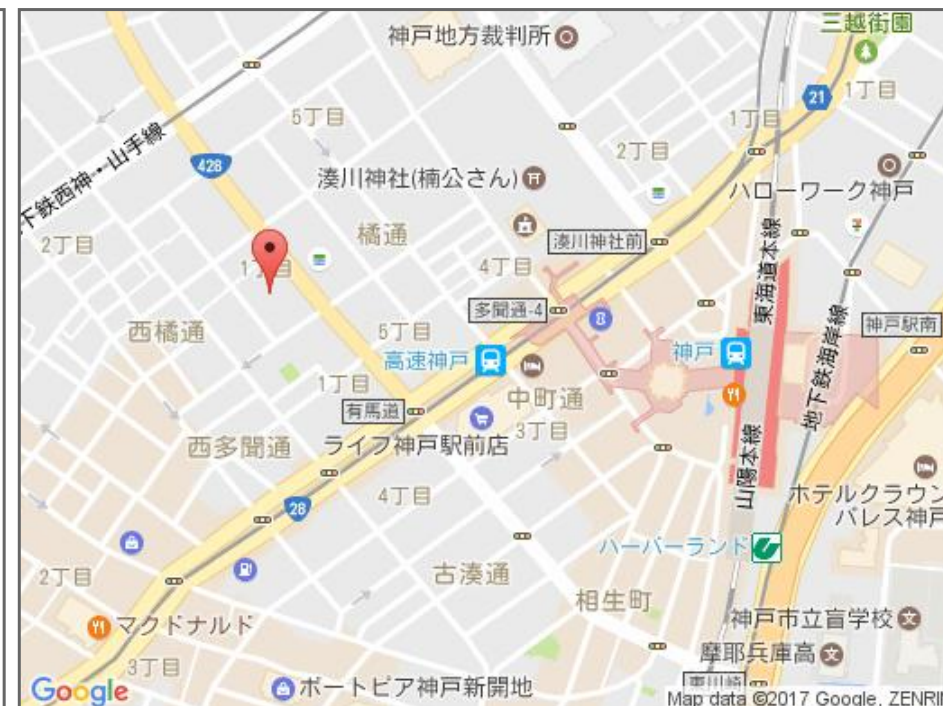 三越街園
神戸地方裁判所
21
1丁目
1丁目
5丁目
2丁目
下鉄西神・山手線
428
湊川神社(楠公さん)
ハローワーク神戸
橘通
2丁目
湊川神社前
1丁目
4丁目
東海道本線
多聞通-4
神戸駅南
西橘通
5丁目
高速神戸
神戸
地下鉄海岸線
1丁目
中町通
有馬道
3丁目
西多聞通
ライフ神戸駅前店
山陽本線
4丁目
ホテルクラウン
パレス神戸
28
ハーバーランド
2丁目
古湊通
相生町
マクドナルド
神戸市立盲学校
摩耶兵庫高
3丁目
東川崎
Google
ポートピア神戸新開地
Map data ©2017 Google, ZENRIN